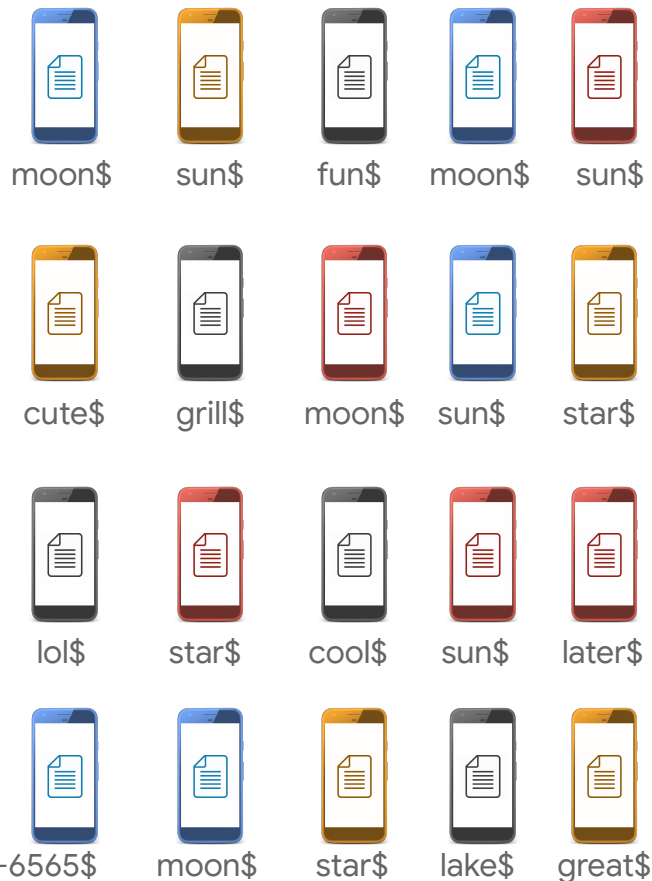 moon$ sun$ fun$ moon$ sun$
cute$ grill$ moon$ sun$ star$
lol$ star$ cool$ sun$ later$
-6565$ moon$ star$ lake$ great$